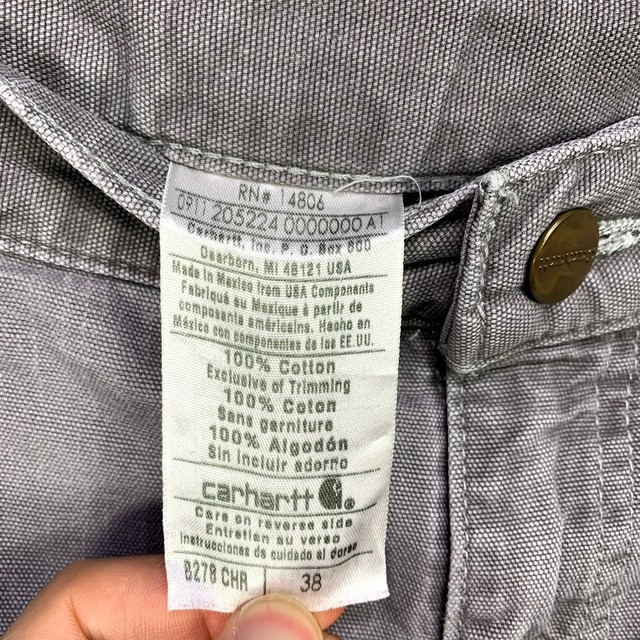 RN# 14806
0911 205224 0000000 A1
Carhartt, Inc. P.O. Box 600
Dearborn, MI 48121 USA
Made in Mexico from USA Components
Fabriqué au Mexique à partir de
composants américains. Hecho en
México con componentes de los EE.UU.
100% Cotton
Exclusive of Trimming
100% Coton
Sans garniture
100% Algodón
Sin incluir adorno
carhartt®
Care on reverse side
Entretien au verso
Instrucciones de cuidado al dorso
B278 CHR 38